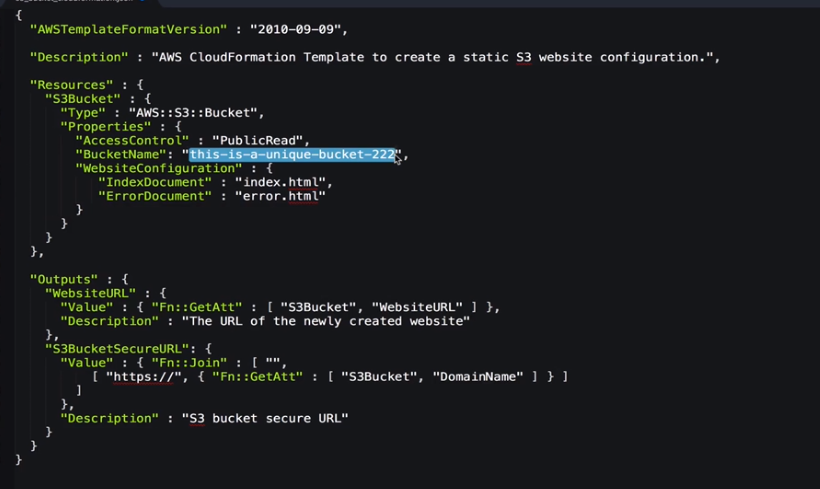 {
"AWSTemplateFormatVersion" : "2010-09-09",
"Description" : "AWS CloudFormation Template to create a static S3 website configuration.",
"Resources" : {
"S3Bucket" : {
"Type" : "AWS::S3::Bucket",
"Properties" : {
"AccessControl" : "PublicRead",
"BucketName": "this-is-a-unique-bucket-222",
"WebsiteConfiguration" : {
"IndexDocument" : "index.html",
"ErrorDocument" : "error.html"
}
}
}
},
"Outputs" : {
"WebsiteURL" : {
"Value" : { "Fn::GetAtt" : [ "S3Bucket", "WebsiteURL" ] },
"Description" : "The URL of the newly created website"
},
"S3BucketSecureURL": {
"Value" : { "Fn::Join" : [ "",
[ "https://", { "Fn::GetAtt" : [ "S3Bucket", "DomainName" ] } ]
]
},
"Description" : "S3 bucket secure URL"
}
}
}